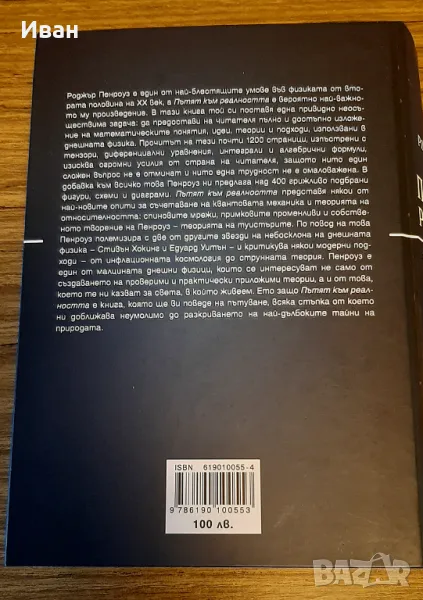 Иван
Роджър Пенроуз е един от най-блестящите умове във физиката от вто-
рата половина на XX век, а Пътят към реалността е вероятно най-важно-
то му произведение. В тази книга той си поставя една привидно неосъ-
ществима задача: да предостави на читателя пълно и достъпно изложе-
ние на математическите понятия, идеи, теории и подходи, използвани в
днешната физика. Прочитът на тези почти 1200 страници, изпъстрени с
тензори, диференциални уравнения, интеграли и алгебрични формули,
изисква огромни усилия от страна на читателя, защото нито един
сложен въпрос не е отминат и нито една трудност не е омаловажена. В
добавка към всичко това Пенроуз ни предлага над 400 грижливо подбрани
фигури, схеми и диаграми. Пътят към реалността представя някои от
най-новите опити за съчетаване на квантовата механика и теорията на
относителността: спиновите мрежи, примковите променливи и собстве-
ното творение на Пенроуз – теорията на туисторите. По повод на това
Пенроуз полемизира с две от другите звезди на небосклона на днешната
физика – Стивън Хокинг и Едуард Уитън – и критикува някои модерни под-
ходи – от инфлационната космология до струнната теория. Пенроуз е
един от малцината днешни физици, които се интересуват не само от
създаването на проверими и практически приложими теории, а и от това,
което те ни казват за света, в който живеем. Ето защо Пътят към реал-
ността е книга, която ще ви поведе на пътуване, всяка стъпка от което
ни доближава неумолимо до разкриването на най-дълбоките тайни на
природата.
ISBN 619010055-4
9 786190 100553
100 лв.
BAZAR